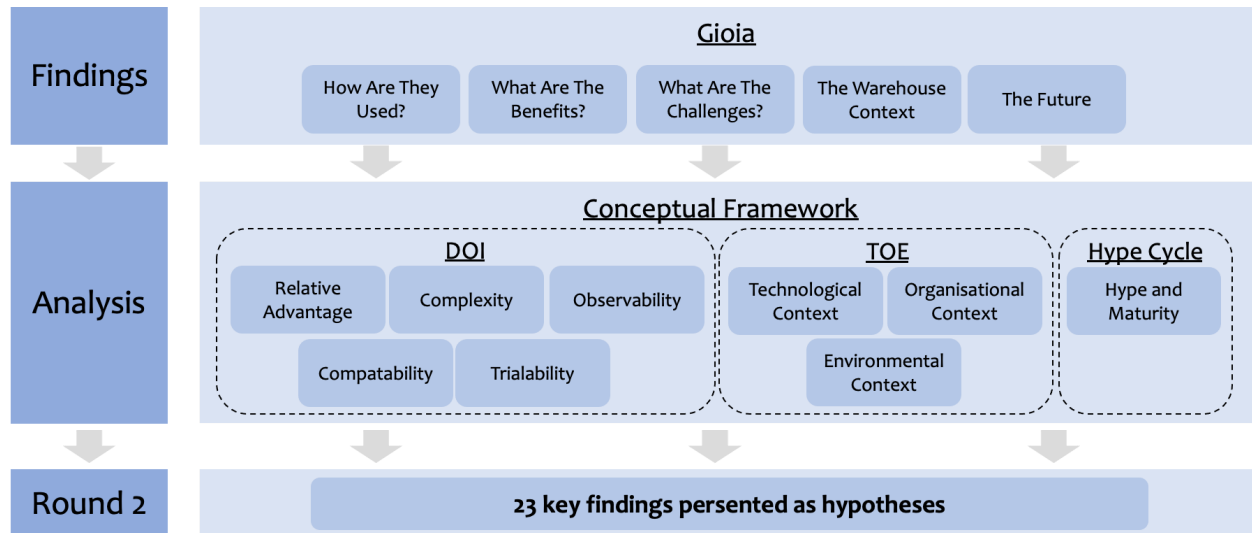 Findings
Gioia
How Are They
Used?
What Are The
Benefits?
What Are The
Challenges?
The Warehouse
Context
The Future
Analysis
Conceptual Framework
DOI
Relative
Advantage
Complexity
Observability
Compatability
Trialability
TOE
Technological
Context
Organisational
Context
Environmental
Context
Hype Cycle
Hype and
Maturity
Round 2
23 key findings persented as hypotheses